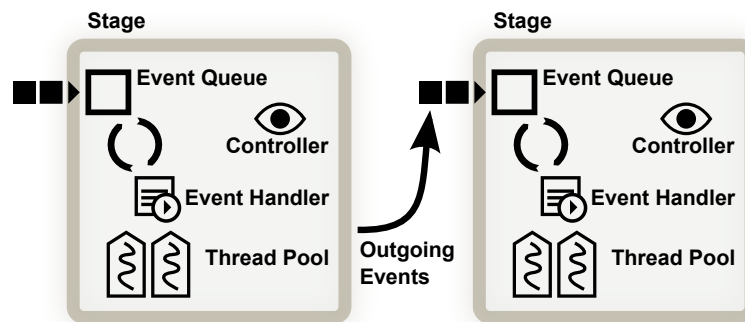 Stage
Event Queue
Controller
Event Handler
Thread Pool
Outgoing
Events
Stage
Event Queue
Controller
Event Handler
Thread Pool